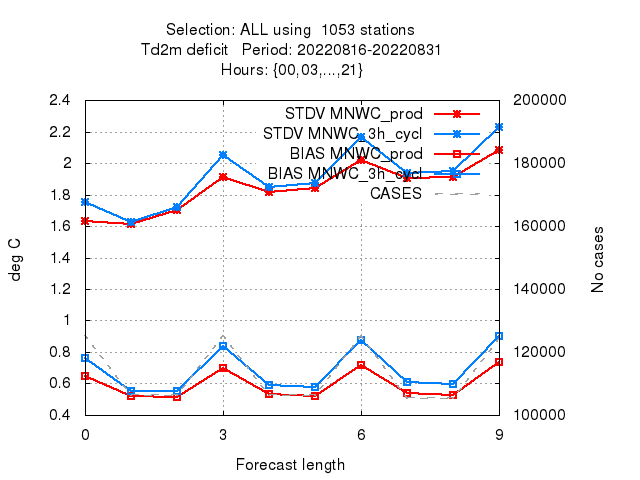 Selection: ALL using  1053 stations
Td2m deficit   Period: 20220816-20220831
Hours: {00,03,...,21}
STDV MNWC_prod
STDV MNWC_3h_cycl
BIAS MNWC_prod
BIAS MNWC_3h_cycl
CASES
2.4
2.2
2
1.8
1.6
1.4
1.2
1
0.8
0.6
0.4
deg C
200000
180000
160000
140000
120000
100000
No cases
0
3
6
9
Forecast length